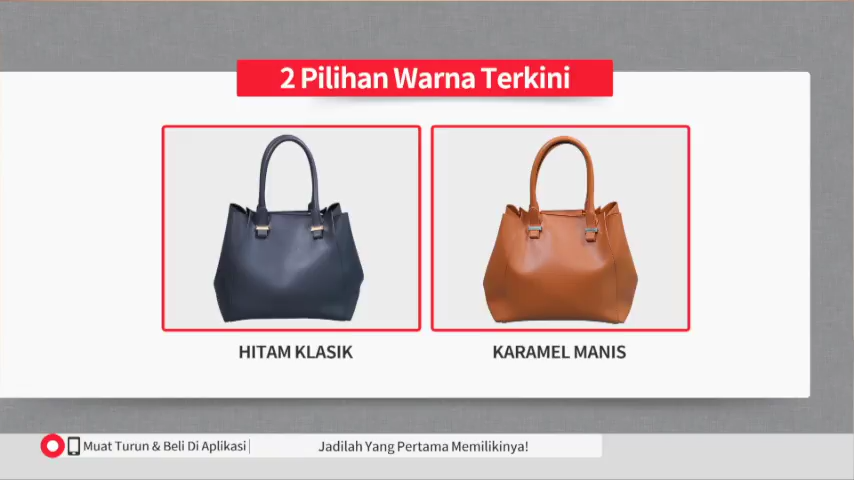 2 Pilihan Warna Terkini
HITAM KLASIK
KARAMEL MANIS
Muat Turun & Beli Di Aplikasi
Jadilah Yang Pertama Memilikinya!